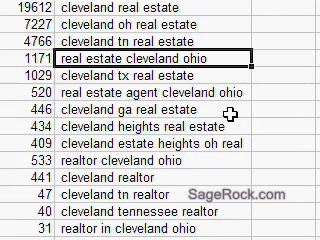 19612 cleveland real estate
7227 cleveland oh real estate
4766 cleveland tn real estate
1171 real estate cleveland ohio
1029 cleveland tx real estate
520 real estate agent cleveland ohio
446 cleveland ga real estate
434 cleveland heights real estate
409 cleveland estate heights oh real
533 realtor cleveland ohio
441 cleveland realtor
47 cleveland tn realtor
40 cleveland tennessee realtor
31 realtor in cleveland ohio
SageRock.com